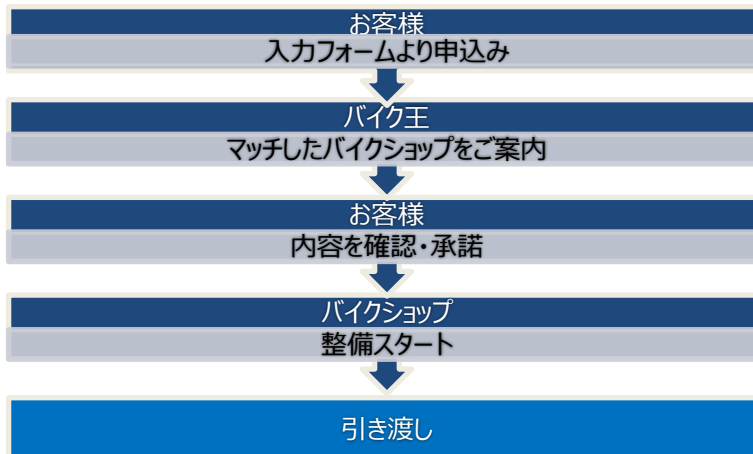 お客様
入力フォームより申込み
バイク王
マッチしたバイクショップをご案内
お客様
内容を確認・承諾
バイクショップ
整備スタート
引き渡し